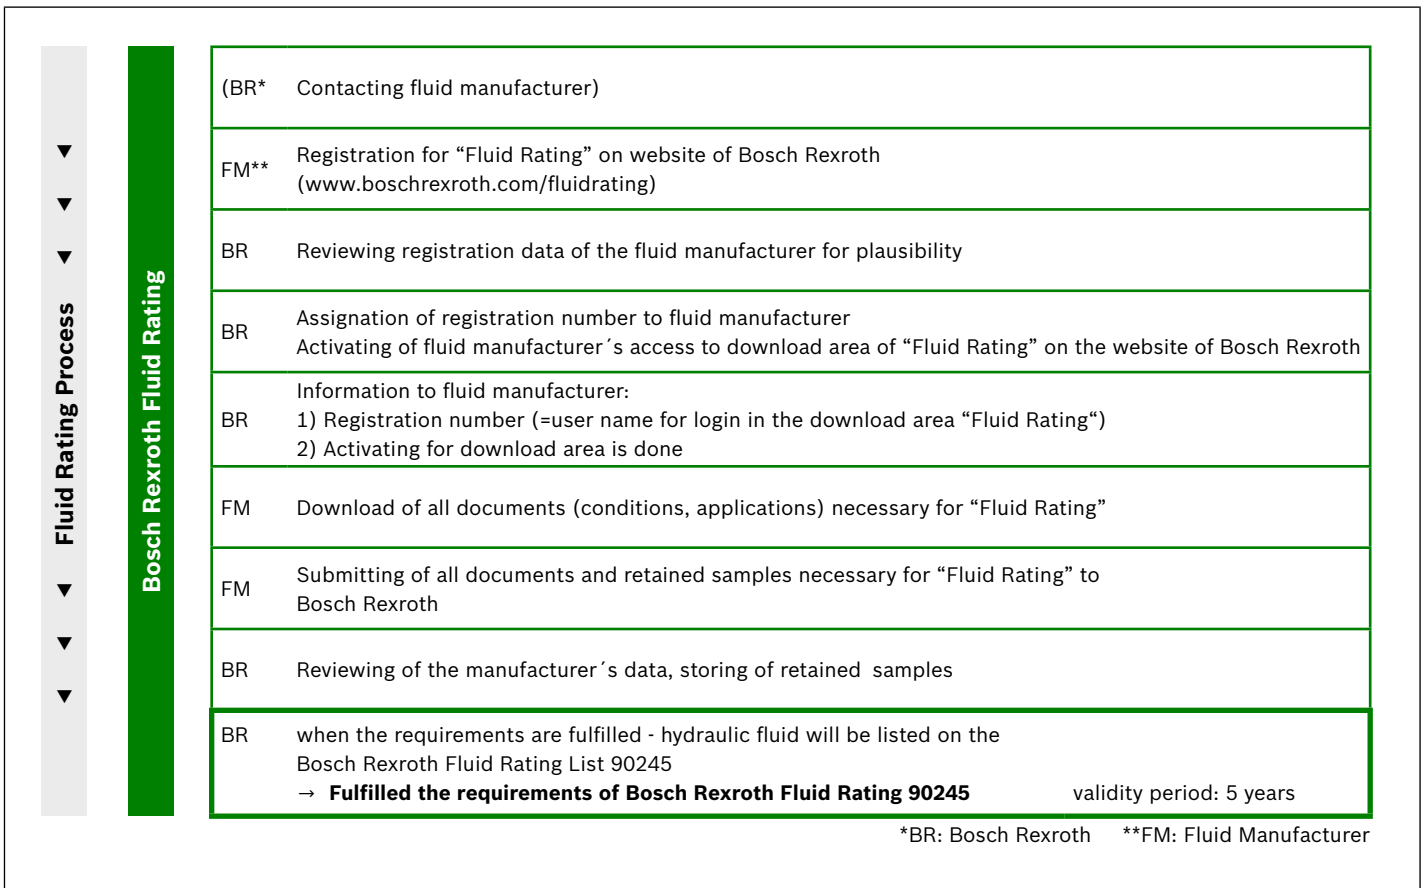 Fluid Rating Process
Bosch Rexroth Fluid Rating
(BR* Contacting fluid manufacturer)
FM** Registration for “Fluid Rating” on website of Bosch Rexroth
(www.boschrexroth.com/fluidrating)
BR Reviewing registration data of the fluid manufacturer for plausibility
BR Assignation of registration number to fluid manufacturer
Activating of fluid manufacturer´s access to download area of “Fluid Rating” on the website of Bosch Rexroth
BR Information to fluid manufacturer:
1) Registration number (=user name for login in the download area “Fluid Rating“)
2) Activating for download area is done
FM Download of all documents (conditions, applications) necessary for “Fluid Rating”
FM Submitting of all documents and retained samples necessary for “Fluid Rating” to
Bosch Rexroth
BR Reviewing of the manufacturer´s data, storing of retained samples
BR when the requirements are fulfilled - hydraulic fluid will be listed on the
Bosch Rexroth Fluid Rating List 90245
→ Fulfilled the requirements of Bosch Rexroth Fluid Rating 90245 validity period: 5 years
*BR: Bosch Rexroth **FM: Fluid Manufacturer